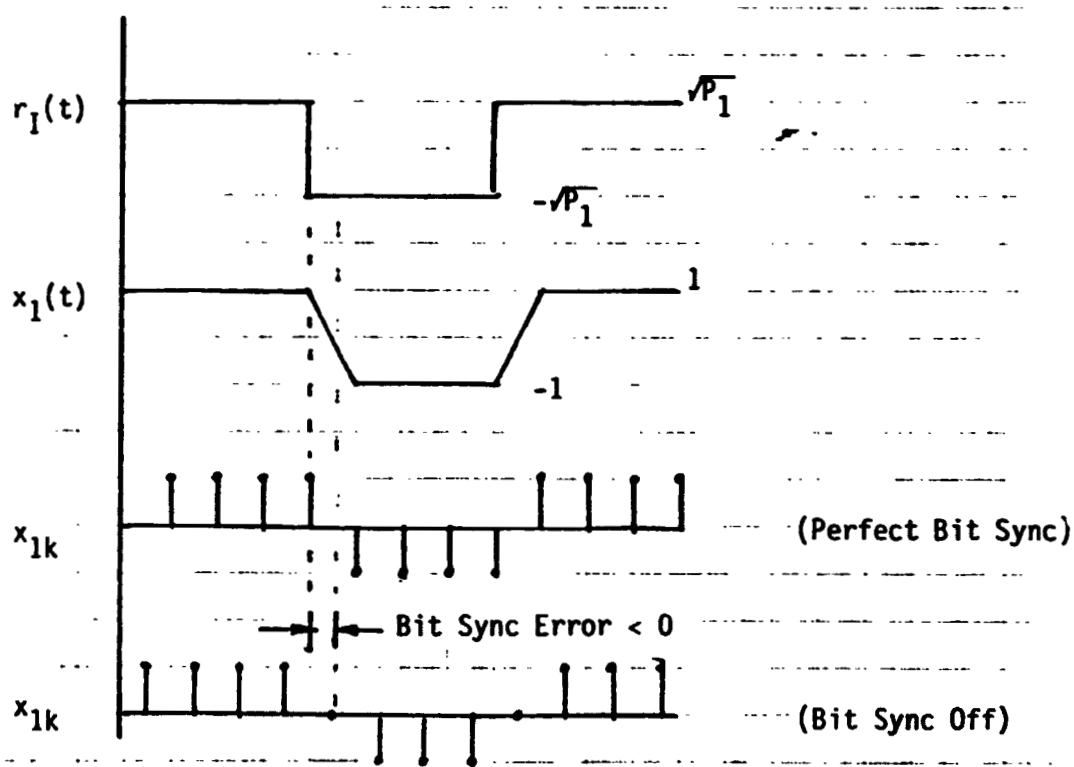 r_I(t)
√P_1
-√P_1
x_1(t)
1
-1
x_1k
(Perfect Bit Sync)
Bit Sync Error < 0
x_1k
(Bit Sync Off)